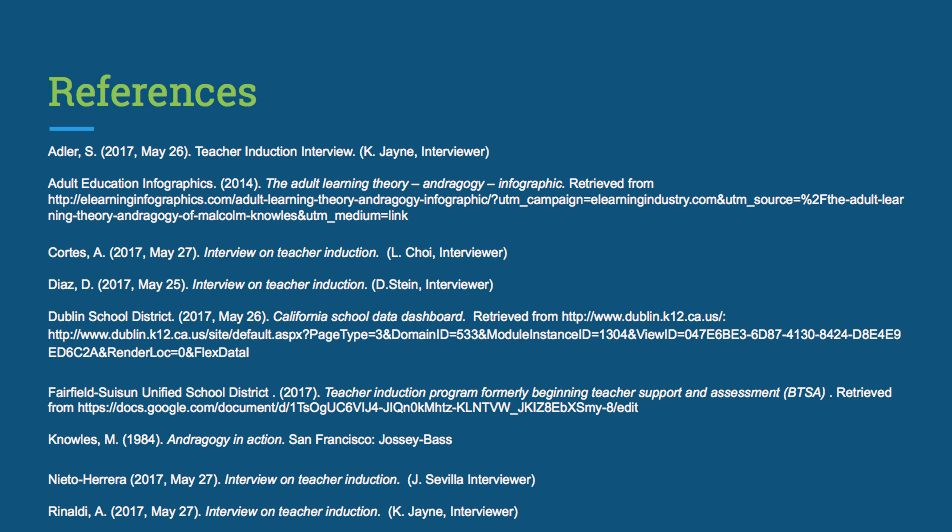 References
Adler, S. (2017, May 26). Teacher Induction Interview. (K. Jayne, Interviewer)
Adult Education Infographics. (2014). The adult learning theory – andragogy – infographic. Retrieved from
http://elearninginfographics.com/adult-learning-theory-andragogy-infographic/?utm_campaign=elearningindustry.com&utm_source=%2Fthe-adult-lear
ning-theory-andragogy-of-malcolm-knowles&utm_medium=link
Cortes, A. (2017, May 27). Interview on teacher induction. (L. Choi, Interviewer)
Diaz, D. (2017, May 25). Interview on teacher induction. (D.Stein, Interviewer)
Dublin School District. (2017, May 26). California school data dashboard. Retrieved from http://www.dublin.k12.ca.us/:
http://www.dublin.k12.ca.us/site/default.aspx?PageType=3&DomainID=533&ModuleInstanceID=1304&ViewID=047E6BE3-6D87-4130-8424-D8E4E9
ED6C2A&RenderLoc=0&FlexDataI
Fairfield-Suisun Unified School District . (2017). Teacher induction program formerly beginning teacher support and assessment (BTSA) . Retrieved
from https://docs.google.com/document/d/1TsOgUC6VIJ4-JIQn0kMhtz-KLNTVW_JKIZ8EbXSmy-8/edit
Knowles, M. (1984). Andragogy in action. San Francisco: Jossey-Bass
Nieto-Herrera (2017, May 27). Interview on teacher induction. (J. Sevilla Interviewer)
Rinaldi, A. (2017, May 27). Interview on teacher induction. (K. Jayne, Interviewer)